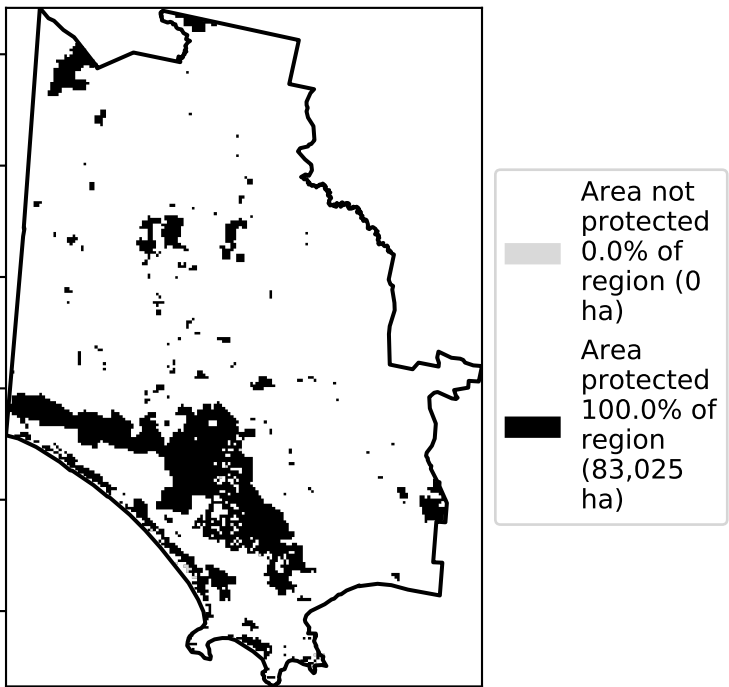 Area not
protected
0.0% of
region (0
ha)
Area
protected
100.0% of
region
(83,025
ha)